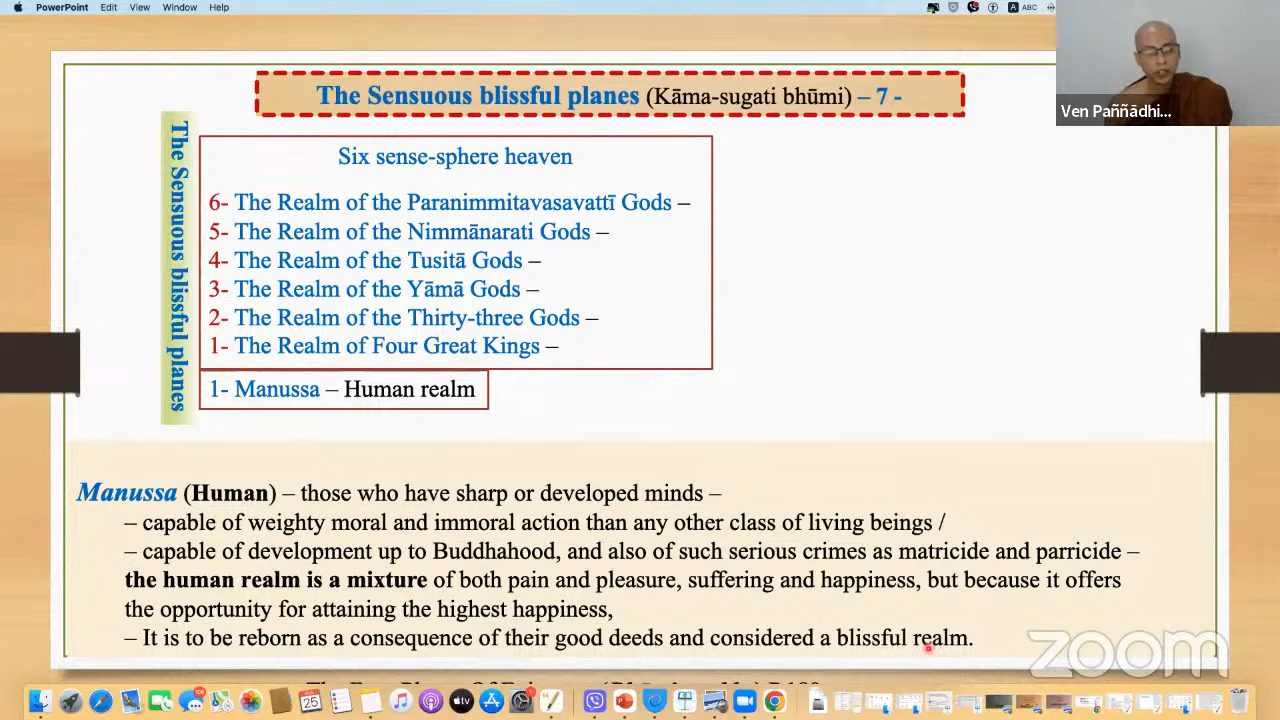 PowerPoint Edit View Window Help
ABC
Ven Paññādhi...
The Sensuous blissful planes (Kāma-sugati bhūmi) – 7 -
The Sensuous blissful planes
Six sense-sphere heaven
6- The Realm of the Paranimmitavasavattī Gods –
5- The Realm of the Nimmānarati Gods –
4- The Realm of the Tusitā Gods –
3- The Realm of the Yāmā Gods –
2- The Realm of the Thirty-three Gods –
1- The Realm of Four Great Kings –
1- Manussa – Human realm
Manussa (Human) – those who have sharp or developed minds –
– capable of weighty moral and immoral action than any other class of living beings /
– capable of development up to Buddhahood, and also of such serious crimes as matricide and parricide –
the human realm is a mixture of both pain and pleasure, suffering and happiness, but because it offers
the opportunity for attaining the highest happiness,
– It is to be reborn as a consequence of their good deeds and considered a blissful realm.
zoom
tv
25